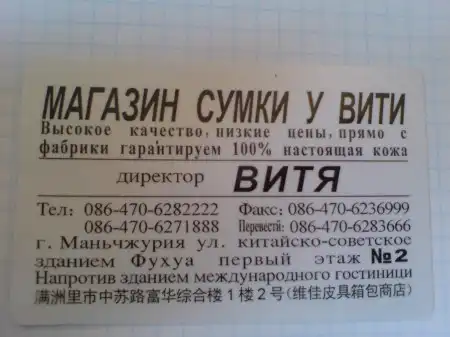 МАГАЗИН СУМКИ У ВИТИ
Высокое качество, низкие цены, прямо с
фабрики гарантируем 100% настоящая кожа
директор ВИТЯ
Тел: 086-470-6282222 Факс: 086-470-6236999
086-470-6271888 Перевести: 086-470-6283666
г. Маньчжурия ул. китайско-советское
зданием Фухуа первый этаж №2
Напротив зданием международного гостиници
满洲里市中苏路富华综合楼1楼2号(维佳皮具箱包商店)